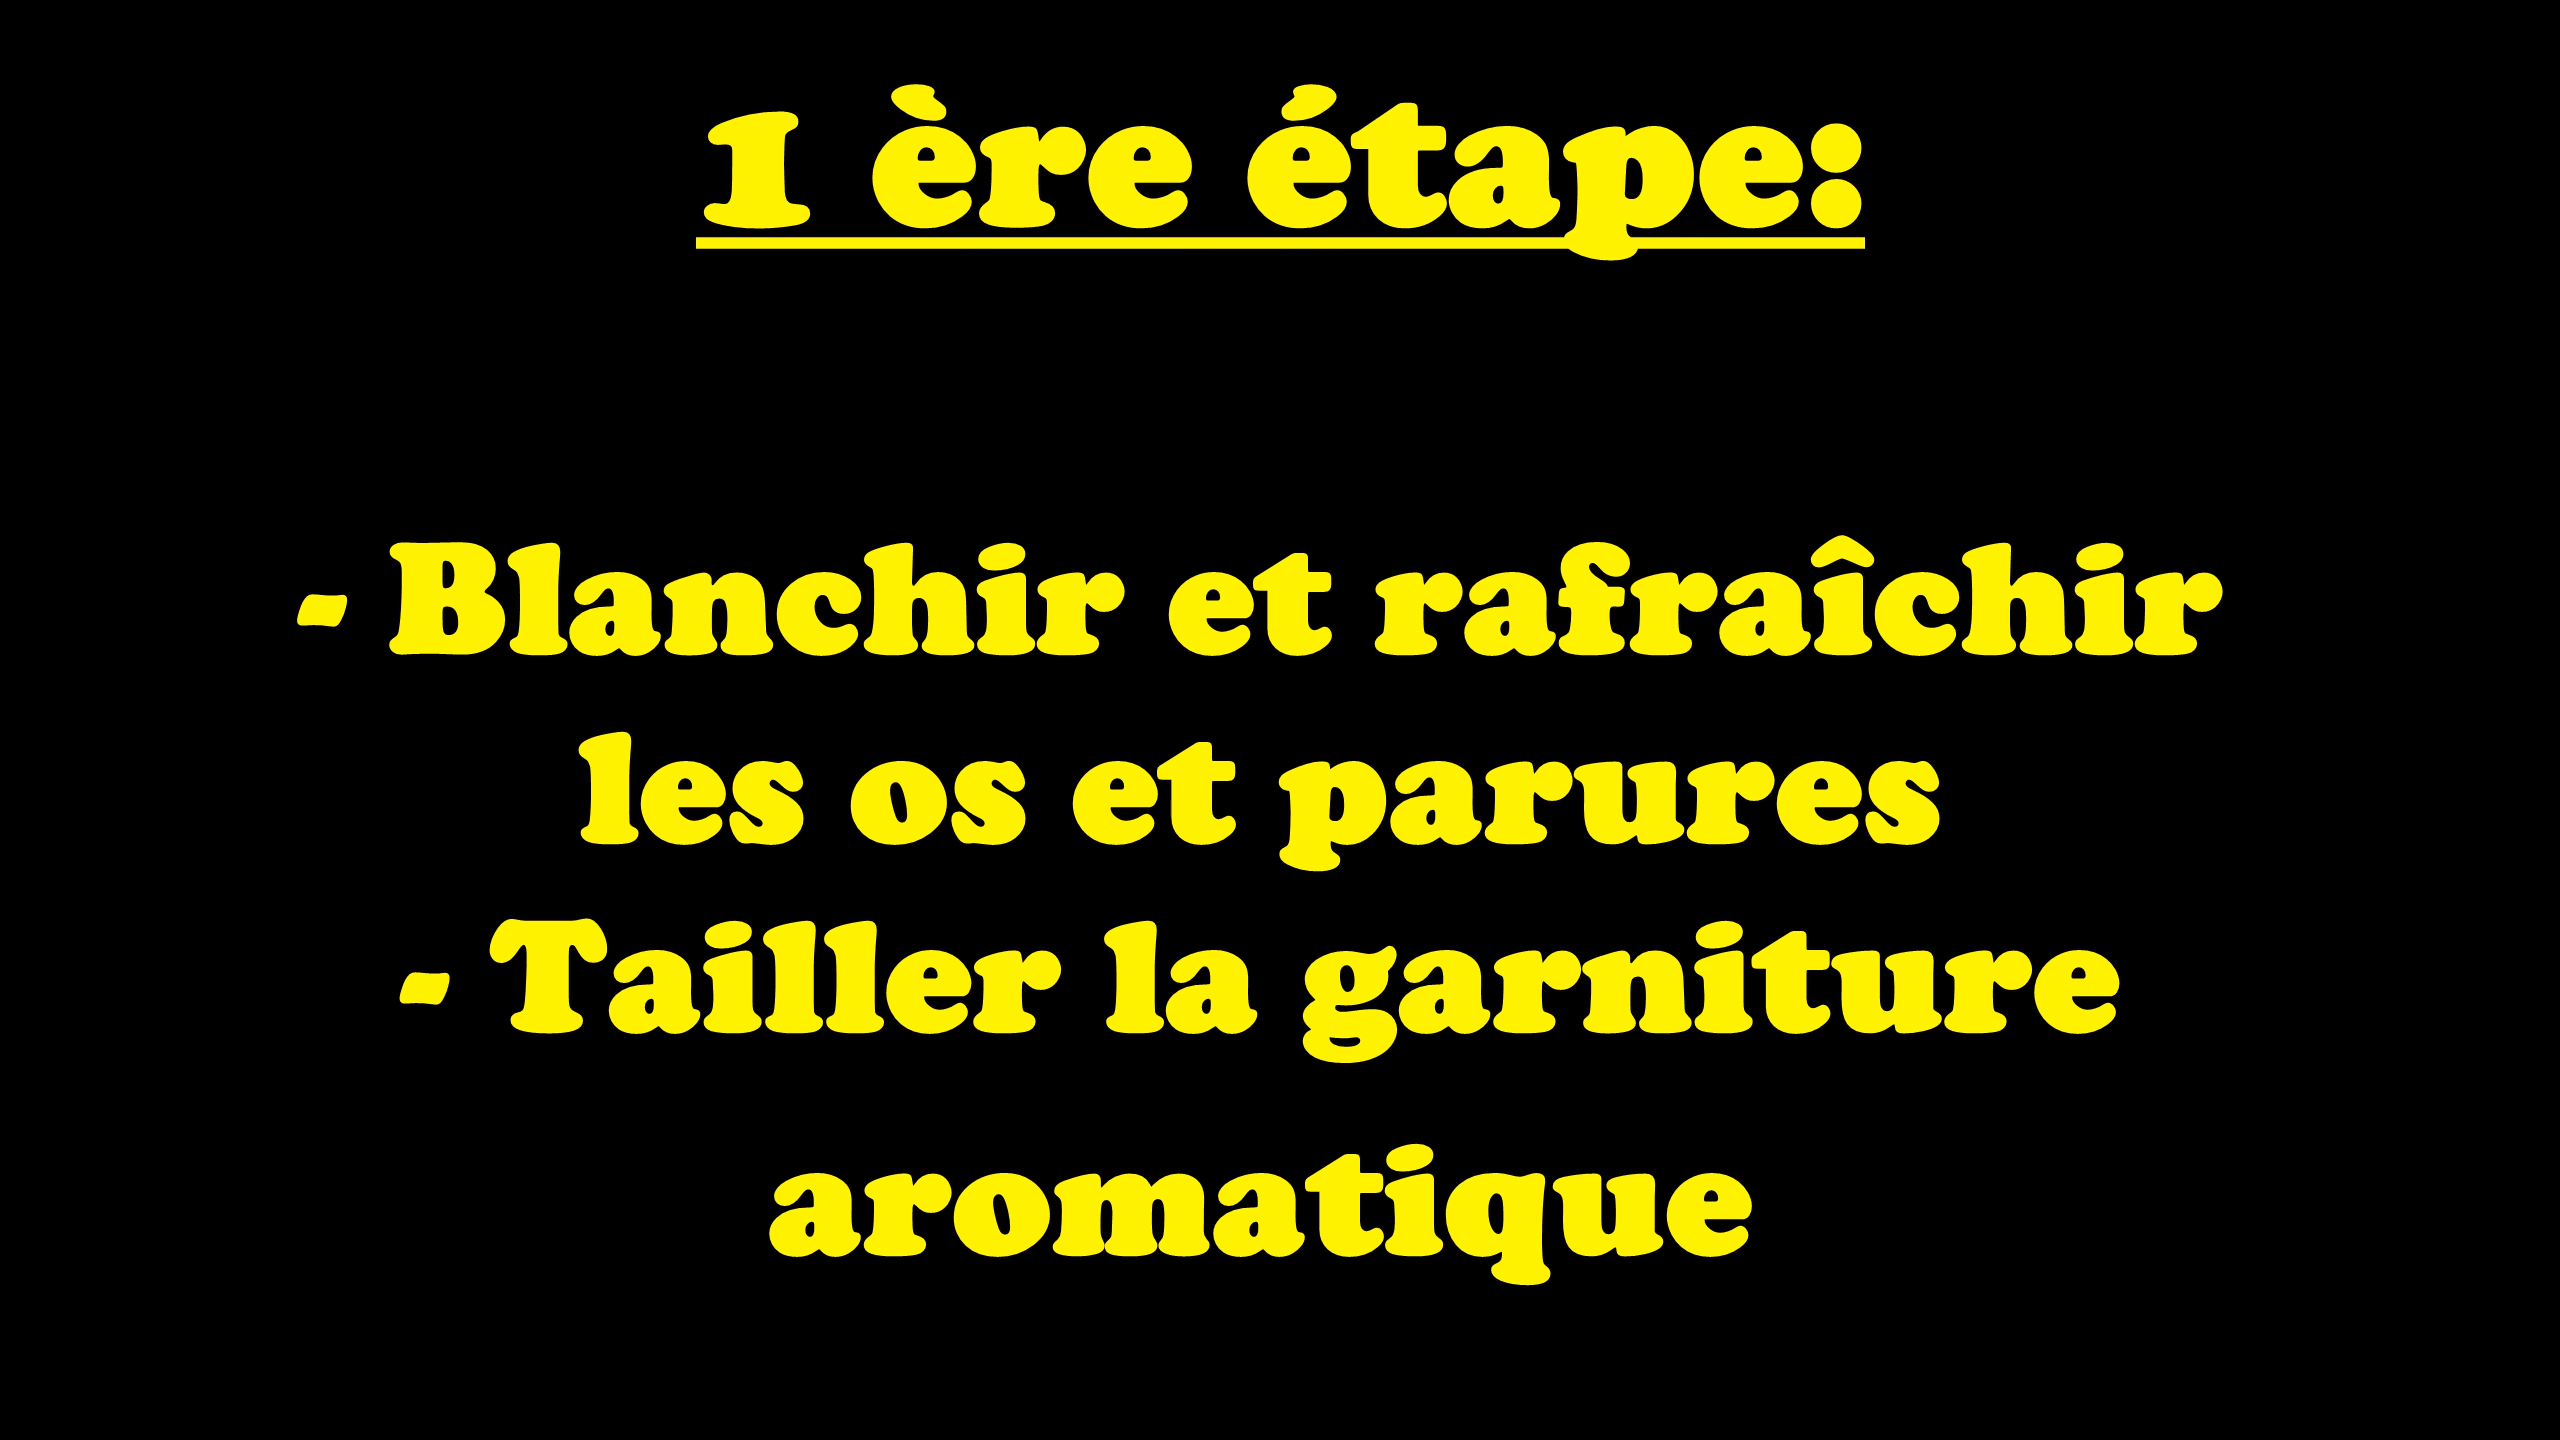 1 ère étape:
- Blanchir et rafraîchir
les os et parures
- Tailler la garniture
aromatique